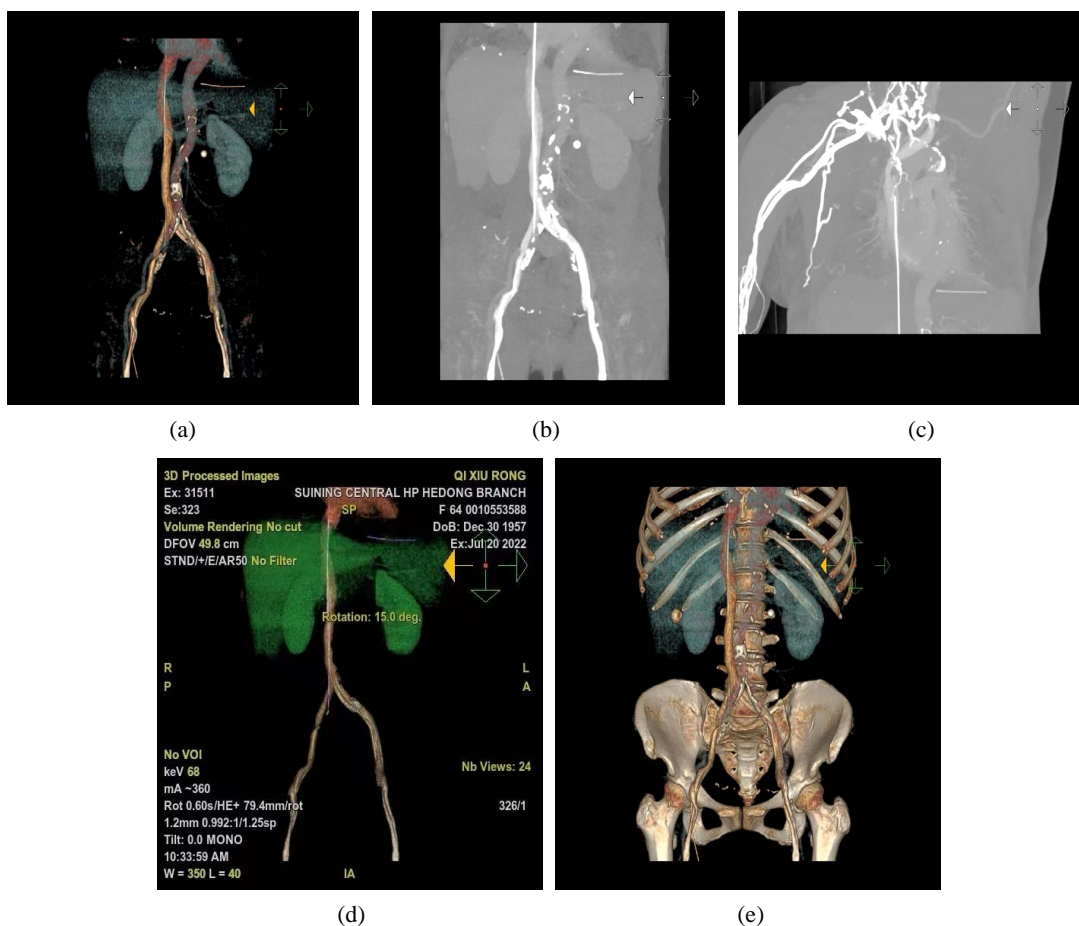 (a)
(b)
(c)
3D Processed Images
Ex: 31511
Se:323
Volume Rendering No cut
DFOV 49.8 cm
STND/+/E/AR50 No Filter
QI XIU RONG
SUINING CENTRAL HP HEDONG BRANCH
SP
F 64 0010553588
DoB: Dec 30 1957
Ex:Jul 20 2022
Rotation: 15.0 deg.
R
P
L
A
No VOI
keV 68
mA ~360
Rot 0.60s/HE+ 79.4mm/rot
1.2mm 0.992:1/1.25sp
Tilt: 0.0 MONO
10:33:59 AM
W = 350 L = 40
Nb Views: 24
326/1
IA
(d)
(e)